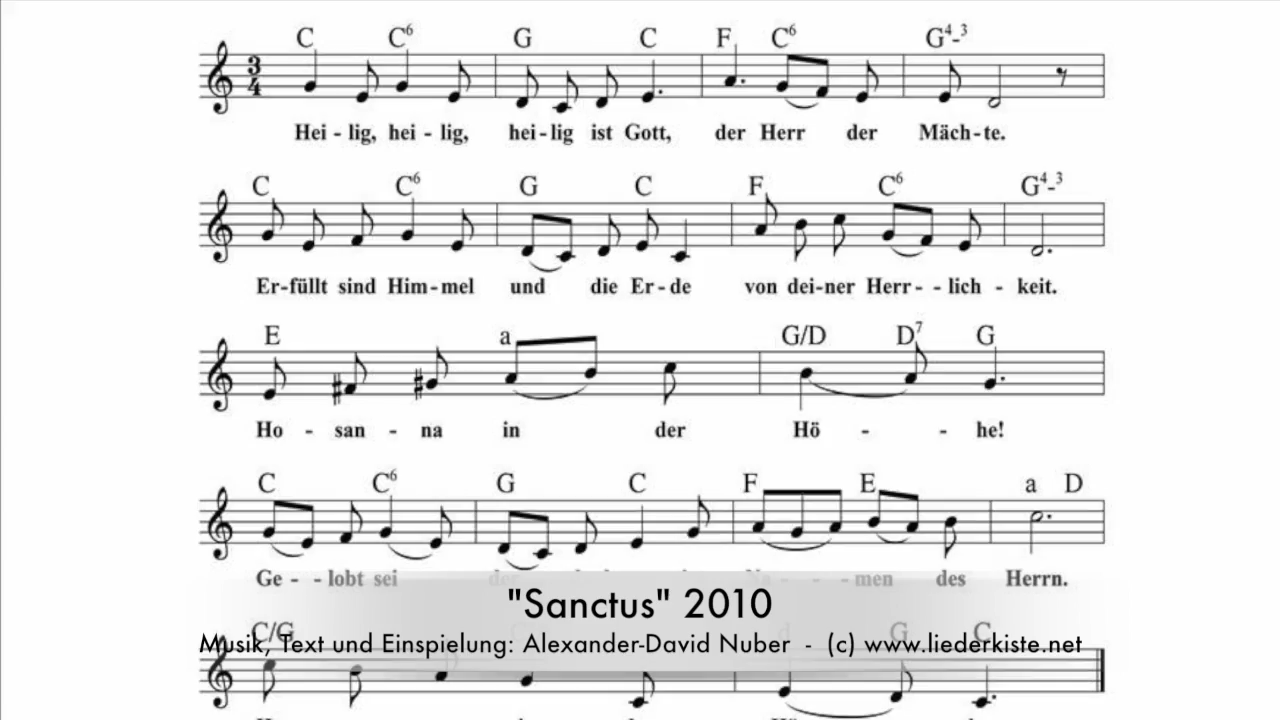 C C6 G C F C6 G4-3
3 4
Hei - lig, hei - lig, hei - lig ist Gott, der Herr der Mäch - te.
C C6 G C F C6 G4-3
Er - füllt sind Him - mel und die Er - de von dei - ner Herr - - lich - keit.
E a G/D D7 G
Ho - san - na in der Hö - - he!
C C6 G C F E a D
Ge - - lobt sei men des Herrn.
"Sanctus" 2010
C/G G C
Musik, Text und Einspielung: Alexander-David Nuber - (c) www.liederkiste.net